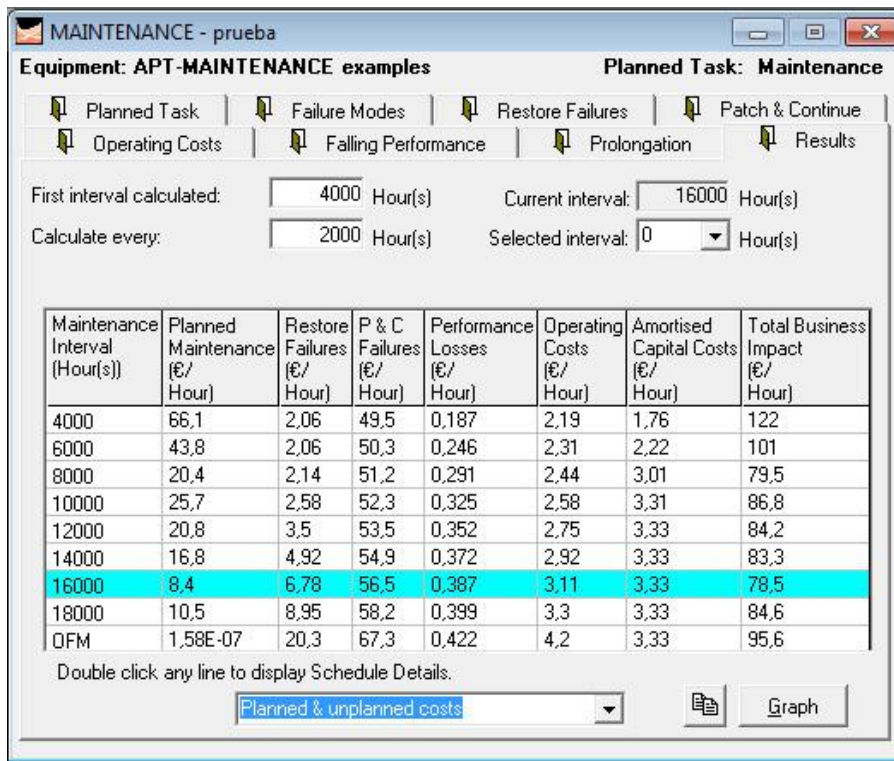 MAINTENANCE - prueba
Equipment: APT-MAINTENANCE examples Planned Task: Maintenance
Planned Task Failure Modes Restore Failures Patch & Continue
Operating Costs Falling Performance Prolongation Results
First interval calculated: 4000 Hour(s) Current interval: 16000 Hour(s)
Calculate every: 2000 Hour(s) Selected interval: 0 Hour(s)
Maintenance Planned Restore P & C Performance Operating Amortised Total Business
Interval Maintenance Failures Failures Losses Costs Capital Costs Impact
(Hour(s)) (€/ (€/ (€/ (€/ (€/ (€/ (€/
Hour) Hour) Hour) Hour) Hour) Hour) Hour)
4000 66,1 2,06 49,5 0,187 2,19 1,76 122
6000 43,8 2,06 50,3 0,246 2,31 2,22 101
8000 20,4 2,14 51,2 0,291 2,44 3,01 79,5
10000 25,7 2,58 52,3 0,325 2,58 3,31 86,8
12000 20,8 3,5 53,5 0,352 2,75 3,33 84,2
14000 16,8 4,92 54,9 0,372 2,92 3,33 83,3
16000 8,4 6,78 56,5 0,387 3,11 3,33 78,5
18000 10,5 8,95 58,2 0,399 3,3 3,33 84,6
OFM 1,58E-07 20,3 67,3 0,422 4,2 3,33 95,6
Double click any line to display Schedule Details.
Planned & unplanned costs Graph